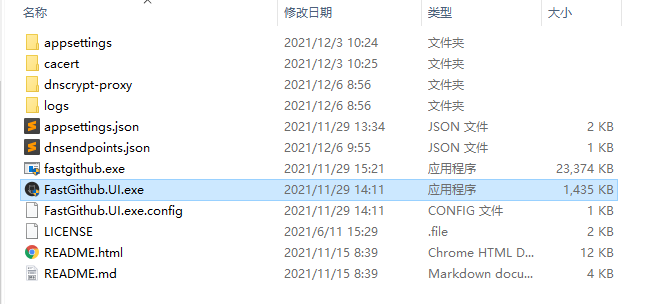 名称 修改日期 类型 大小
appsettings 2021/12/3 10:24 文件夹
cacert 2021/12/3 10:25 文件夹
dnscrypt-proxy 2021/12/6 8:56 文件夹
logs 2021/12/6 8:56 文件夹
appsettings.json 2021/11/29 13:34 JSON 文件 2 KB
dnsendpoints.json 2021/12/6 9:55 JSON 文件 1 KB
fastgithub.exe 2021/11/29 15:21 应用程序 23,374 KB
FastGithub.UI.exe 2021/11/29 14:11 应用程序 1,435 KB
FastGithub.UI.exe.config 2021/11/29 14:11 CONFIG 文件 1 KB
LICENSE 2021/6/11 15:29 .file 2 KB
README.html 2021/11/15 8:39 Chrome HTML D... 12 KB
README.md 2021/11/15 8:39 Markdown docu... 4 KB